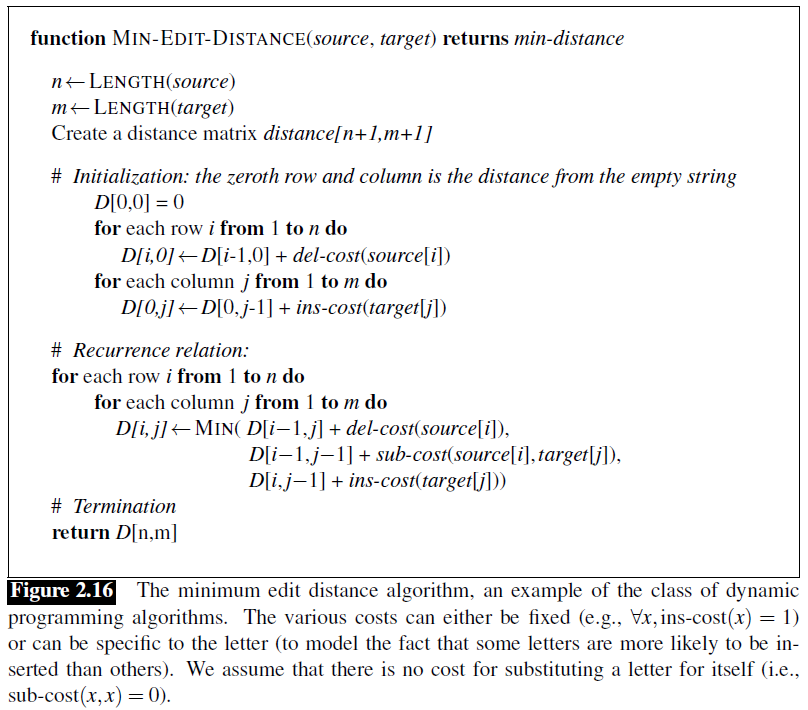 function MIN-EDIT-DISTANCE(source, target) returns min-distance
n←LENGTH(source)
m←LENGTH(target)
Create a distance matrix distance[n+1,m+1]
# Initialization: the zeroth row and column is the distance from the empty string
D[0,0] = 0
for each row i from 1 to n do
D[i,0]←D[i-1,0] + del-cost(source[i])
for each column j from 1 to m do
D[0,j]←D[0,j-1] + ins-cost(target[j])
# Recurrence relation:
for each row i from 1 to n do
for each column j from 1 to m do
D[i,j]←MIN( D[i−1,j] + del-cost(source[i]),
D[i−1,j−1] + sub-cost(source[i],target[j]),
D[i,j−1] + ins-cost(target[j]))
# Termination
return D[n,m]
Figure 2.16 The minimum edit distance algorithm, an example of the class of dynamic
programming algorithms. The various costs can either be fixed (e.g., ∀x,ins-cost(x) = 1)
or can be specific to the letter (to model the fact that some letters are more likely to be in-
serted than others). We assume that there is no cost for substituting a letter for itself (i.e.,
sub-cost(x,x) = 0).